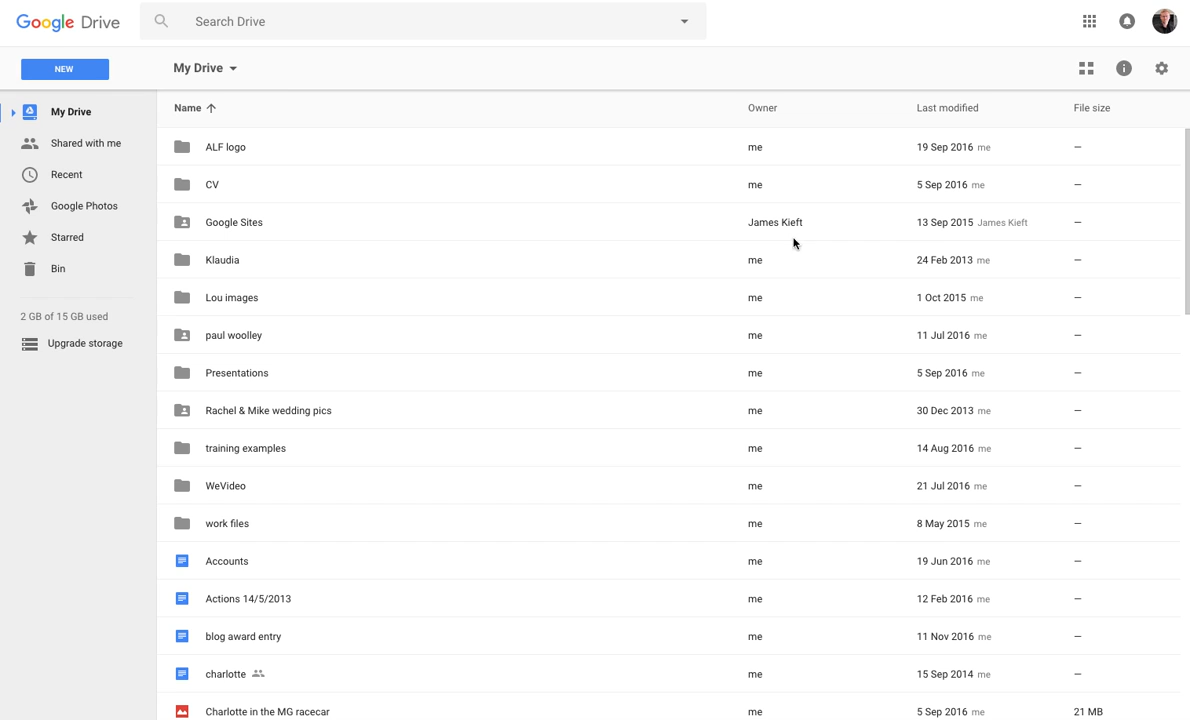 Google Drive
Search Drive
NEW
My Drive
My Drive
Shared with me
Recent
Google Photos
Starred
Bin
2 GB of 15 GB used
Upgrade storage
Name Owner Last modified File size
ALF logo me 19 Sep 2016 me –
CV me 5 Sep 2016 me –
Google Sites James Kieft 13 Sep 2015 James Kieft –
Klaudia me 24 Feb 2013 me –
Lou images me 1 Oct 2015 me –
paul woolley me 11 Jul 2016 me –
Presentations me 5 Sep 2016 me –
Rachel & Mike wedding pics me 30 Dec 2013 me –
training examples me 14 Aug 2016 me –
WeVideo me 21 Jul 2016 me –
work files me 8 May 2015 me –
Accounts me 19 Jun 2016 me –
Actions 14/5/2013 me 12 Feb 2016 me –
blog award entry me 11 Nov 2016 me –
charlotte me 15 Sep 2014 me –
Charlotte in the MG racecar me 5 Sep 2016 me 21 MB